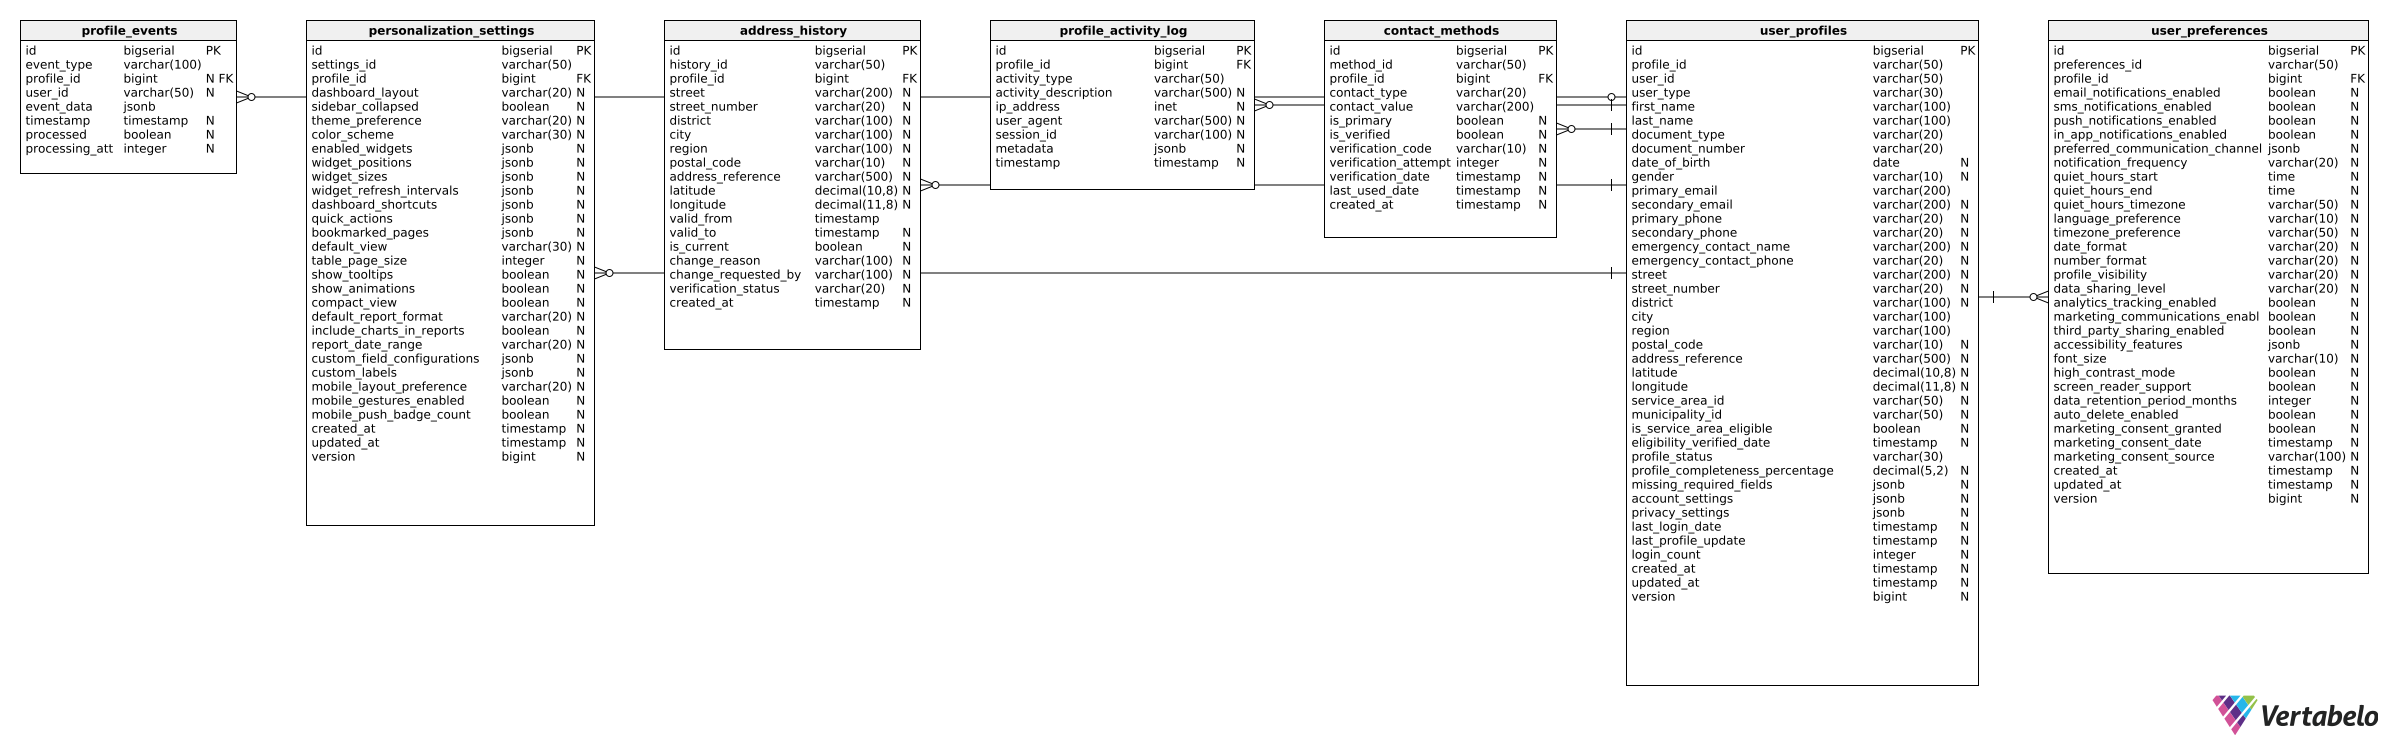 profile_events
id bigserial PK
event_type varchar(100)
profile_id bigint N FK
user_id varchar(50) N
event_data jsonb
timestamp timestamp N
processed boolean N
processing_att integer N
personalization_settings
id bigserial PK
settings_id varchar(50)
profile_id bigint FK
dashboard_layout varchar(20) N
sidebar_collapsed boolean N
theme_preference varchar(20) N
color_scheme varchar(30) N
enabled_widgets jsonb N
widget_positions jsonb N
widget_sizes jsonb N
widget_refresh_intervals jsonb N
dashboard_shortcuts jsonb N
quick_actions jsonb N
bookmarked_pages jsonb N
default_view varchar(30) N
table_page_size integer N
show_tooltips boolean N
show_animations boolean N
compact_view boolean N
default_report_format varchar(20) N
include_charts_in_reports boolean N
report_date_range varchar(20) N
custom_field_configurations jsonb N
custom_labels jsonb N
mobile_layout_preference varchar(20) N
mobile_gestures_enabled boolean N
mobile_push_badge_count boolean N
created_at timestamp N
updated_at timestamp N
version bigint N
address_history
id bigserial PK
history_id varchar(50)
profile_id bigint FK
street varchar(200) N
street_number varchar(20) N
district varchar(100) N
city varchar(100) N
region varchar(100) N
postal_code varchar(10) N
address_reference varchar(500) N
latitude decimal(10,8) N
longitude decimal(11,8) N
valid_from timestamp
valid_to timestamp N
is_current boolean N
change_reason varchar(100) N
change_requested_by varchar(100) N
verification_status varchar(20) N
created_at timestamp N
profile_activity_log
id bigserial PK
profile_id bigint FK
activity_type varchar(50)
activity_description varchar(500) N
ip_address inet N
user_agent varchar(500) N
session_id varchar(100) N
metadata jsonb N
timestamp timestamp N
contact_methods
id bigserial PK
method_id varchar(50)
profile_id bigint FK
contact_type varchar(20)
contact_value varchar(200)
is_primary boolean N
is_verified boolean N
verification_code varchar(10) N
verification_attempt integer N
verification_date timestamp N
last_used_date timestamp N
created_at timestamp N
user_profiles
id bigserial PK
profile_id varchar(50)
user_id varchar(50)
user_type varchar(30)
first_name varchar(100)
last_name varchar(100)
document_type varchar(20)
document_number varchar(20)
date_of_birth date N
gender varchar(10) N
primary_email varchar(200)
secondary_email varchar(200) N
primary_phone varchar(20) N
secondary_phone varchar(20) N
emergency_contact_name varchar(200) N
emergency_contact_phone varchar(20) N
street varchar(200) N
street_number varchar(20) N
district varchar(100) N
city varchar(100)
region varchar(100)
postal_code varchar(10) N
address_reference varchar(500) N
latitude decimal(10,8) N
longitude decimal(11,8) N
service_area_id varchar(50) N
municipality_id varchar(50) N
is_service_area_eligible boolean N
eligibility_verified_date timestamp N
profile_status varchar(30)
profile_completeness_percentage decimal(5,2) N
missing_required_fields jsonb N
account_settings jsonb N
privacy_settings jsonb N
last_login_date timestamp N
last_profile_update timestamp N
login_count integer N
created_at timestamp N
updated_at timestamp N
version bigint N
user_preferences
id bigserial PK
preferences_id varchar(50)
profile_id bigint FK
email_notifications_enabled boolean N
sms_notifications_enabled boolean N
push_notifications_enabled boolean N
in_app_notifications_enabled boolean N
preferred_communication_channel jsonb N
notification_frequency varchar(20) N
quiet_hours_start time N
quiet_hours_end time N
quiet_hours_timezone varchar(50) N
language_preference varchar(10) N
timezone_preference varchar(50) N
date_format varchar(20) N
number_format varchar(20) N
profile_visibility varchar(20) N
data_sharing_level varchar(20) N
analytics_tracking_enabled boolean N
marketing_communications_enabl boolean N
third_party_sharing_enabled boolean N
accessibility_features jsonb N
font_size varchar(10) N
high_contrast_mode boolean N
screen_reader_support boolean N
data_retention_period_months integer N
auto_delete_enabled boolean N
marketing_consent_granted boolean N
marketing_consent_date timestamp N
marketing_consent_source varchar(100) N
created_at timestamp N
updated_at timestamp N
version bigint N
Vertabelo